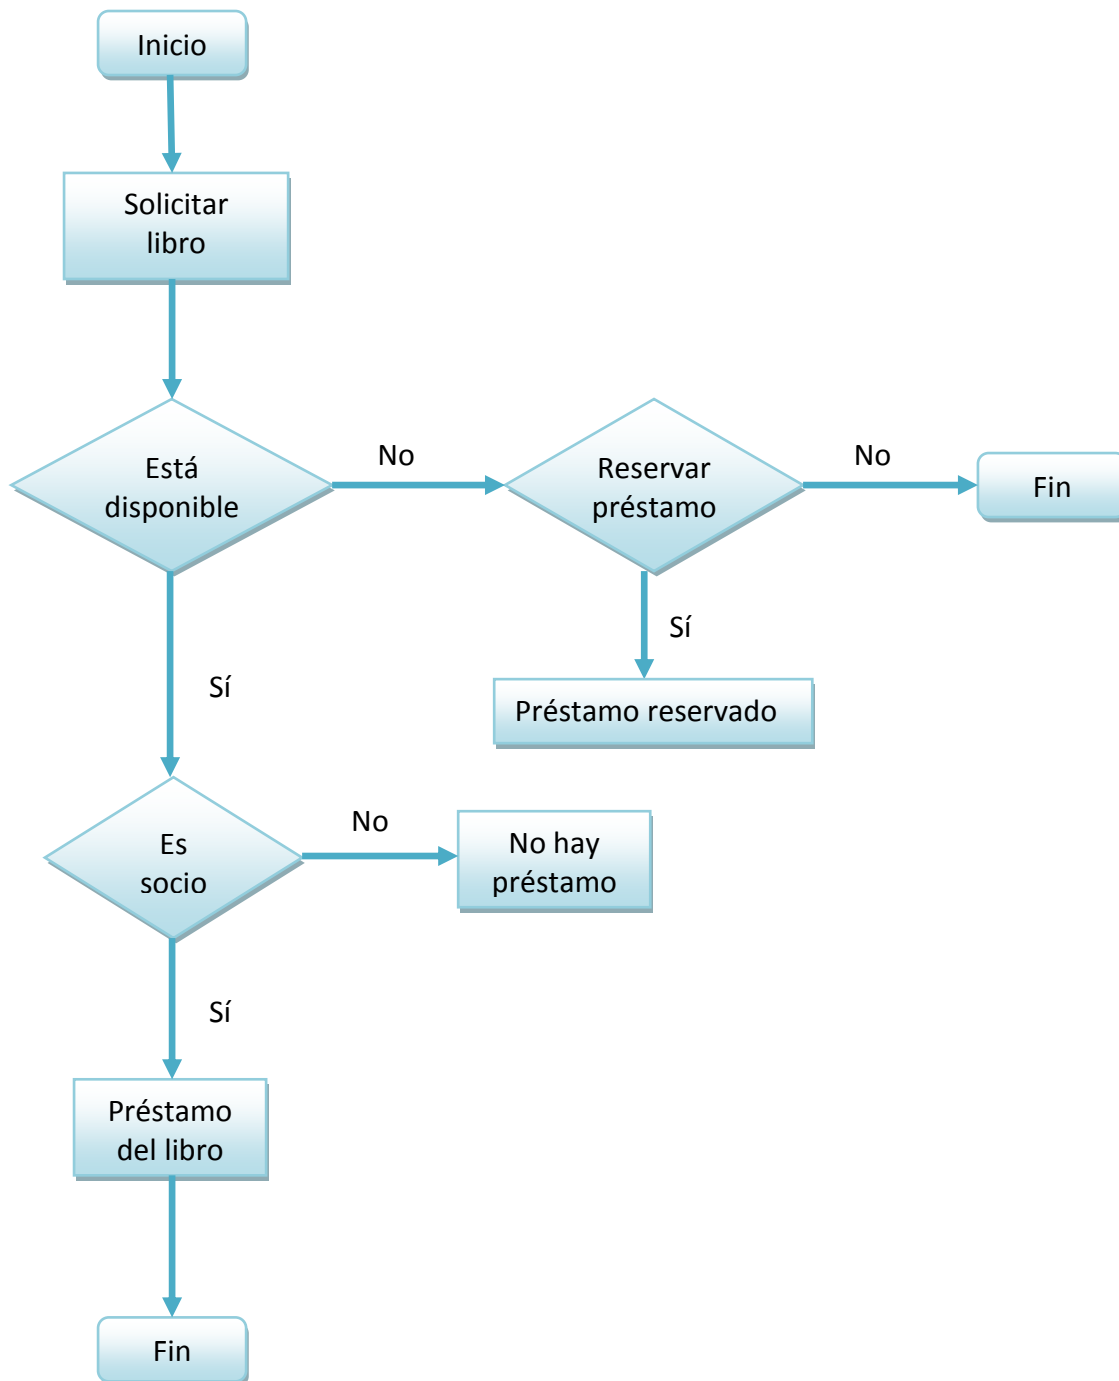 Inicio
Solicitar
libro
Está
disponible
No
Reservar
préstamo
No
Fin
Sí
Préstamo reservado
Sí
Es
socio
No
No hay
préstamo
Sí
Préstamo
del libro
Fin